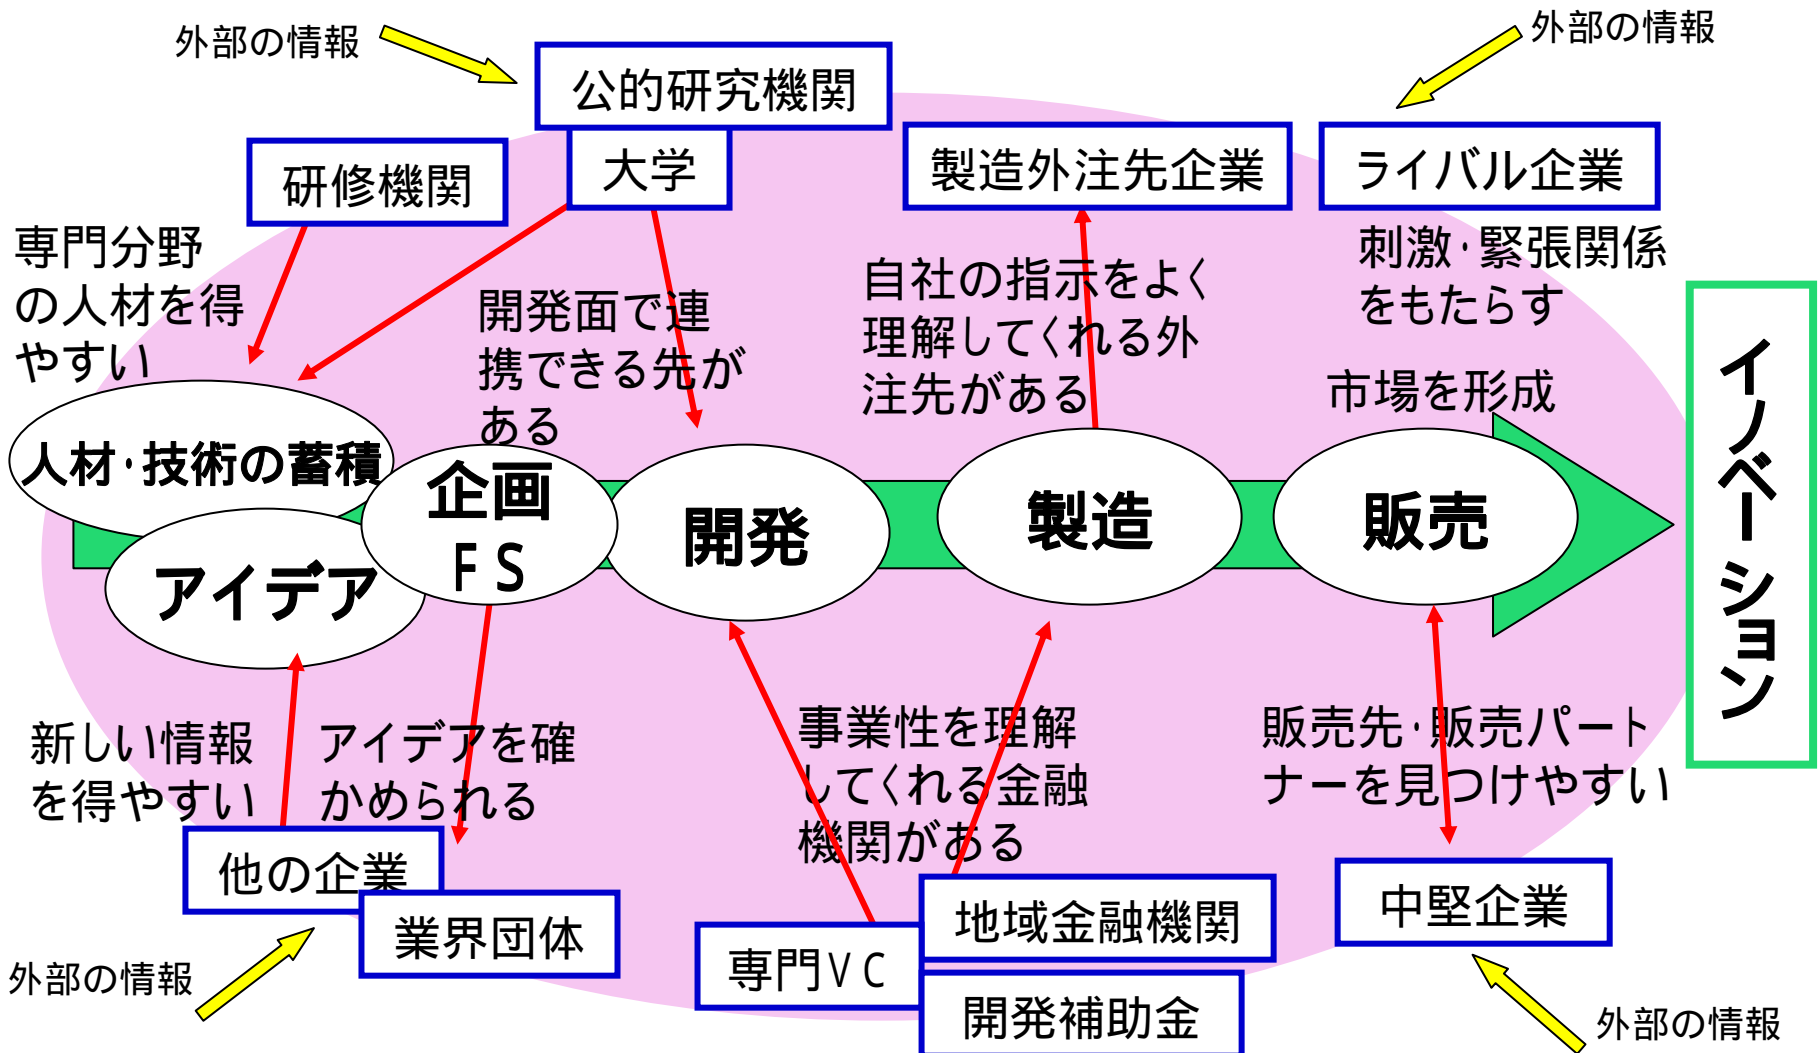 外部の情報
外部の情報
公的研究機関
大学
研修機関
製造外注先企業
ライバル企業
専門分野
の人材を得
やすい
開発面で連
携できる先が
ある
自社の指示をよく
理解してくれる外
注先がある
刺激・緊張関係
をもたらす
市場を形成
人材・技術の蓄積
アイデア
企画
FS
開発
製造
販売
イノベーション
新しい情報
を得やすい
アイデアを確
かめられる
事業性を理解
してくれる金融
機関がある
販売先・販売パート
ナーを見つけやすい
他の企業
業界団体
専門VC
地域金融機関
開発補助金
中堅企業
外部の情報
外部の情報